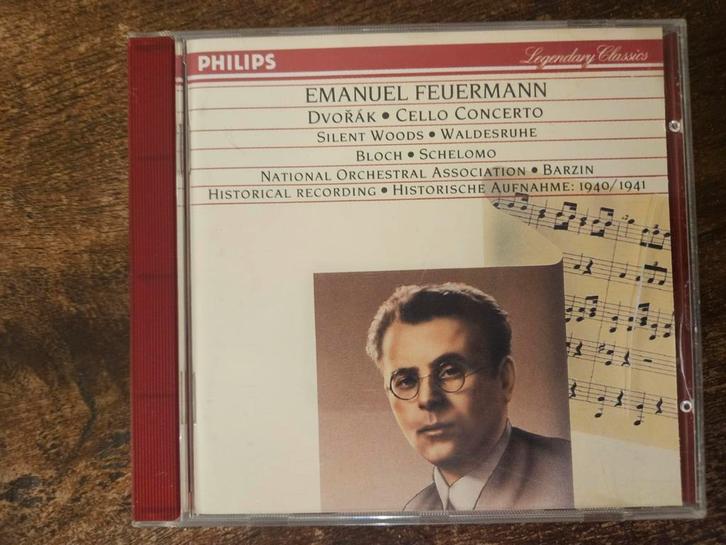 PHILIPS
Legendary Classics
EMANUEL FEUERMANN
DVOŘÁK • CELLO CONCERTO
SILENT WOODS • WALDESRUHE
BLOCH • SCHELOMO
NATIONAL ORCHESTRAL ASSOCIATION • BARZIN
HISTORICAL RECORDING • HISTORISCHE AUFNAHME: 1940/1941